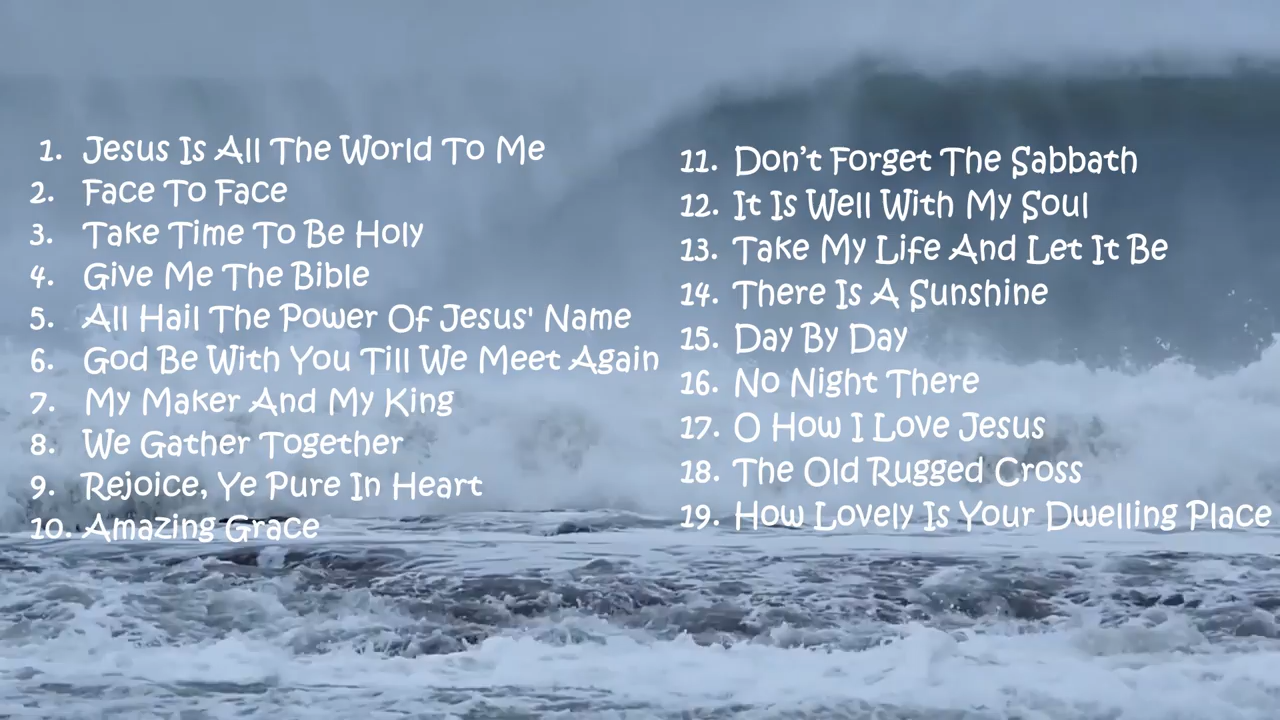 1. Jesus Is All The World To Me
2. Face To Face
3. Take Time To Be Holy
4. Give Me The Bible
5. All Hail The Power Of Jesus' Name
6. God Be With You Till We Meet Again
7. My Maker And My King
8. We Gather Together
9. Rejoice, Ye Pure In Heart
10. Amazing Grace
11. Don’t Forget The Sabbath
12. It Is Well With My Soul
13. Take My Life And Let It Be
14. There Is A Sunshine
15. Day By Day
16. No Night There
17. O How I Love Jesus
18. The Old Rugged Cross
19. How Lovely Is Your Dwelling Place